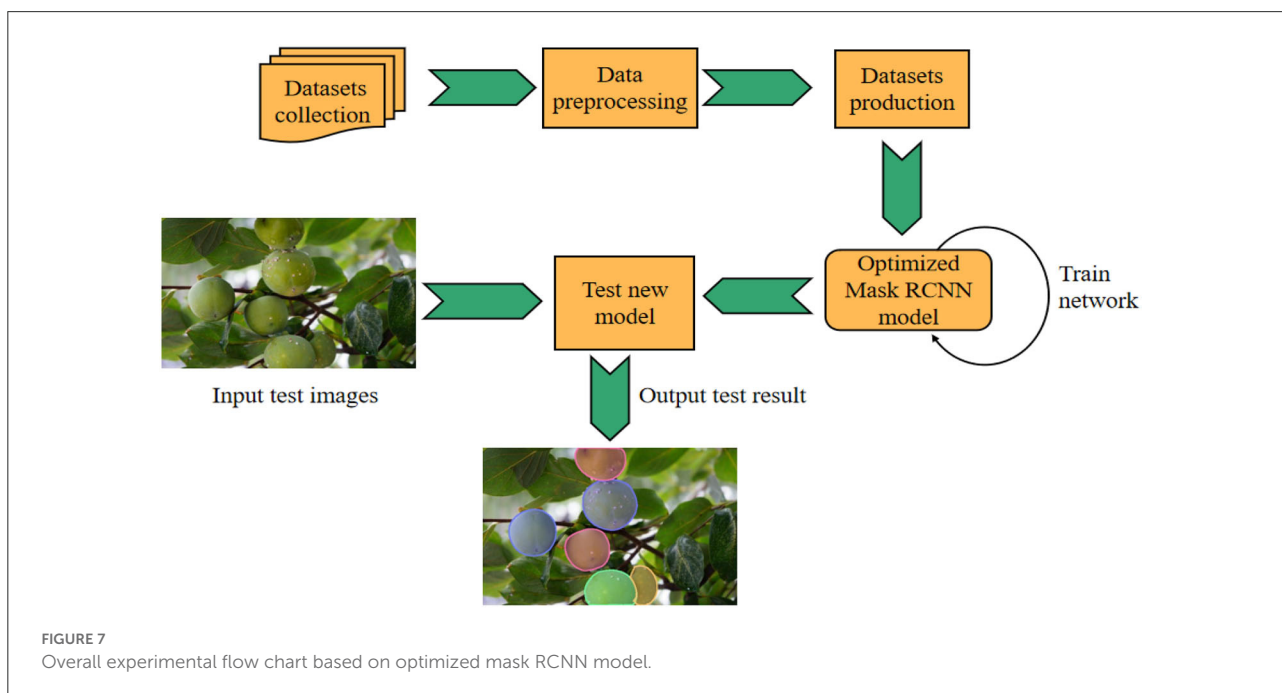 Datasets
collection
Data
preprocessing
Datasets
production
Optimized
Mask RCNN
model
Train
network
Test new
model
Input test images
Output test result
FIGURE 7
Overall experimental flow chart based on optimized mask RCNN model.